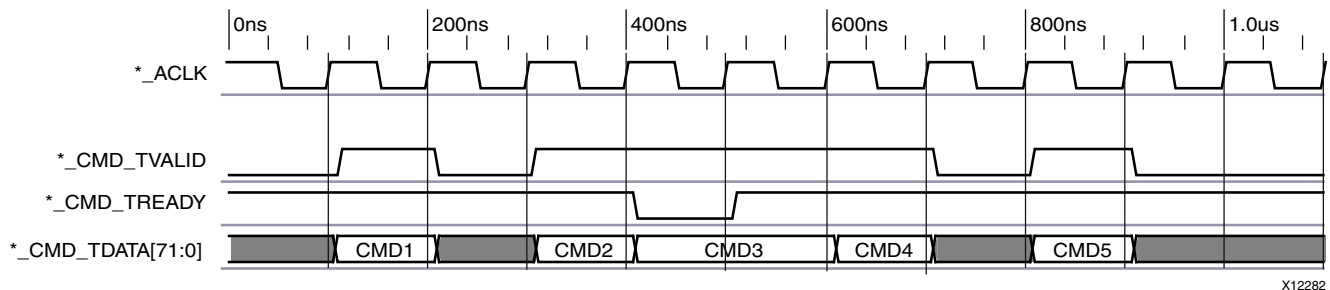 0ns 200ns 400ns 600ns 800ns 1.0us
*_ACLK
*_CMD_TVALID
*_CMD_TREADY
*_CMD_TDATA[71:0] CMD1 CMD2 CMD3 CMD4 CMD5
X12282